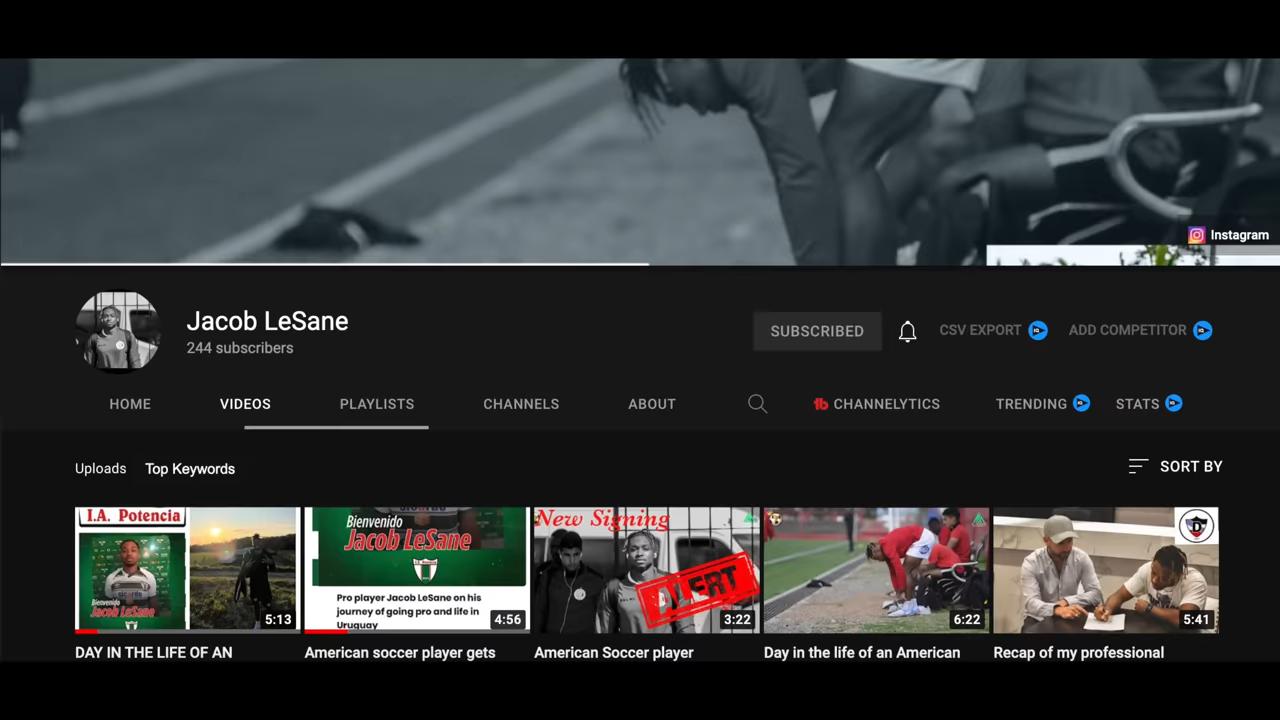 Instagram
Jacob LeSane
244 subscribers
SUBSCRIBED
CSV EXPORT
ADD COMPETITOR
HOME
VIDEOS
PLAYLISTS
CHANNELS
ABOUT
tb CHANNELYTICS
TRENDING
STATS
Uploads
Top Keywords
SORT BY
I.A. Potencia
Bienvenido
Jacob LeSane
5:13
Bienvenido
Jacob LeSane
Pro player Jacob LeSane on his
journey of going pro and life in
Uruguay
4:56
New Signing
ALERT
3:22
6:22
D
5:41
DAY IN THE LIFE OF AN
American soccer player gets
American Soccer player
Day in the life of an American
Recap of my professional